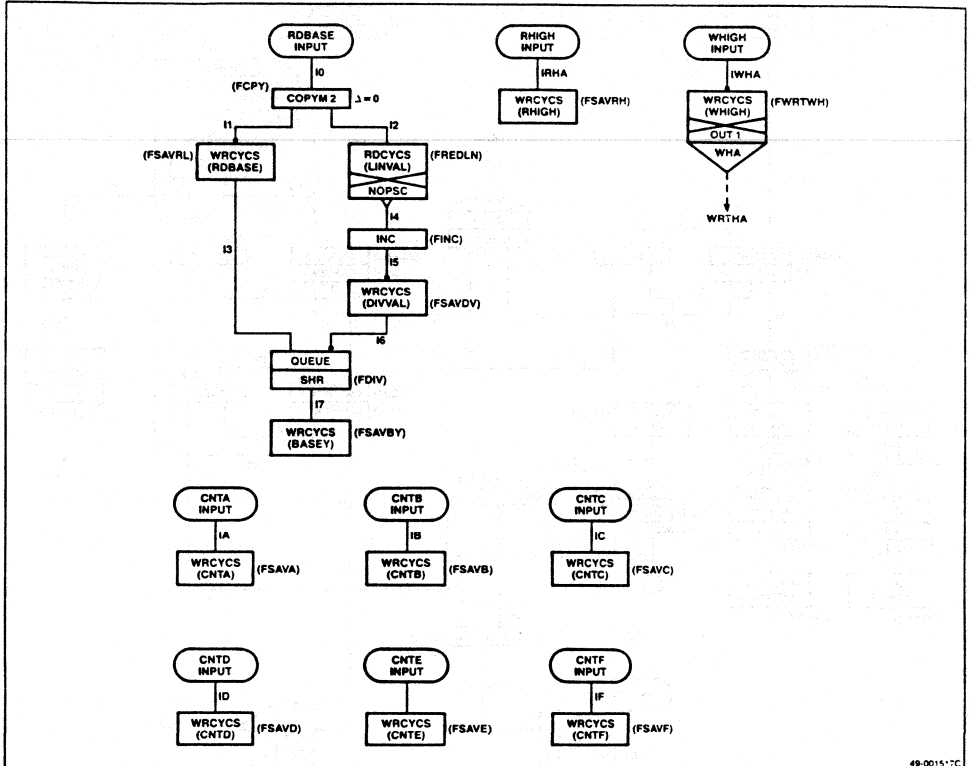 RDBASE
INPUT
RHIGH
INPUT
WHIGH
INPUT
I0
IRHA
IWHA
(FCPY)
COPYM 2
Δ = 0
WRCYCS
(RHIGH)
(FSAVRH)
WRCYCS
(WHIGH)
(FWRTWH)
OUT 1
WHA
WRTHA
I1
I2
(FSAVRL)
WRCYCS
(RDBASE)
RDCYCS
(LINVAL)
(FREDLN)
NOPSC
I4
I3
INC
(FINC)
I5
WRCYCS
(DIVVAL)
(FSAVDV)
I6
QUEUE
SHR
(FDIV)
I7
WRCYCS
(BASEY)
(FSAVBY)
CNTA
INPUT
CNTB
INPUT
CNTC
INPUT
IA
IB
IC
WRCYCS
(CNTA)
(FSAVA)
WRCYCS
(CNTB)
(FSAVB)
WRCYCS
(CNTC)
(FSAVC)
CNTD
INPUT
CNTE
INPUT
CNTF
INPUT
ID
IF
WRCYCS
(CNTD)
(FSAVD)
WRCYCS
(CNTE)
(FSAVE)
WRCYCS
(CNTF)
(FSAVF)